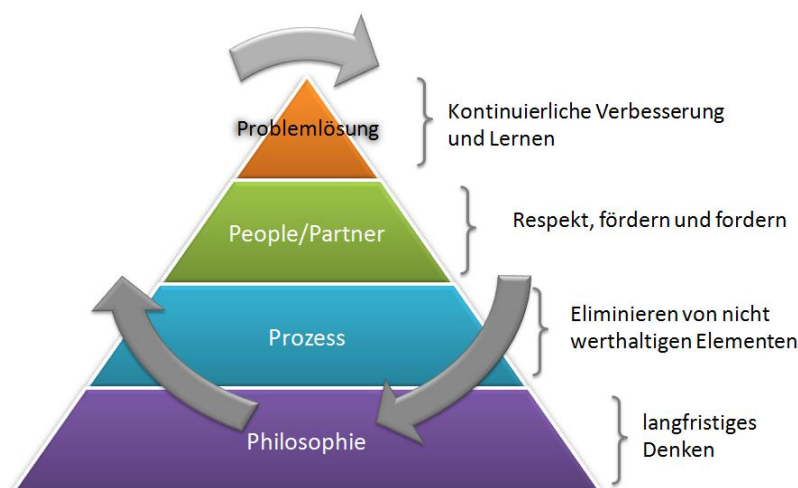 Problemlösung
Kontinuierliche Verbesserung
und Lernen
People/Partner
Respekt, fördern und fordern
Prozess
Eliminieren von nicht
werthaltigen Elementen
Philosophie
langfristiges
Denken